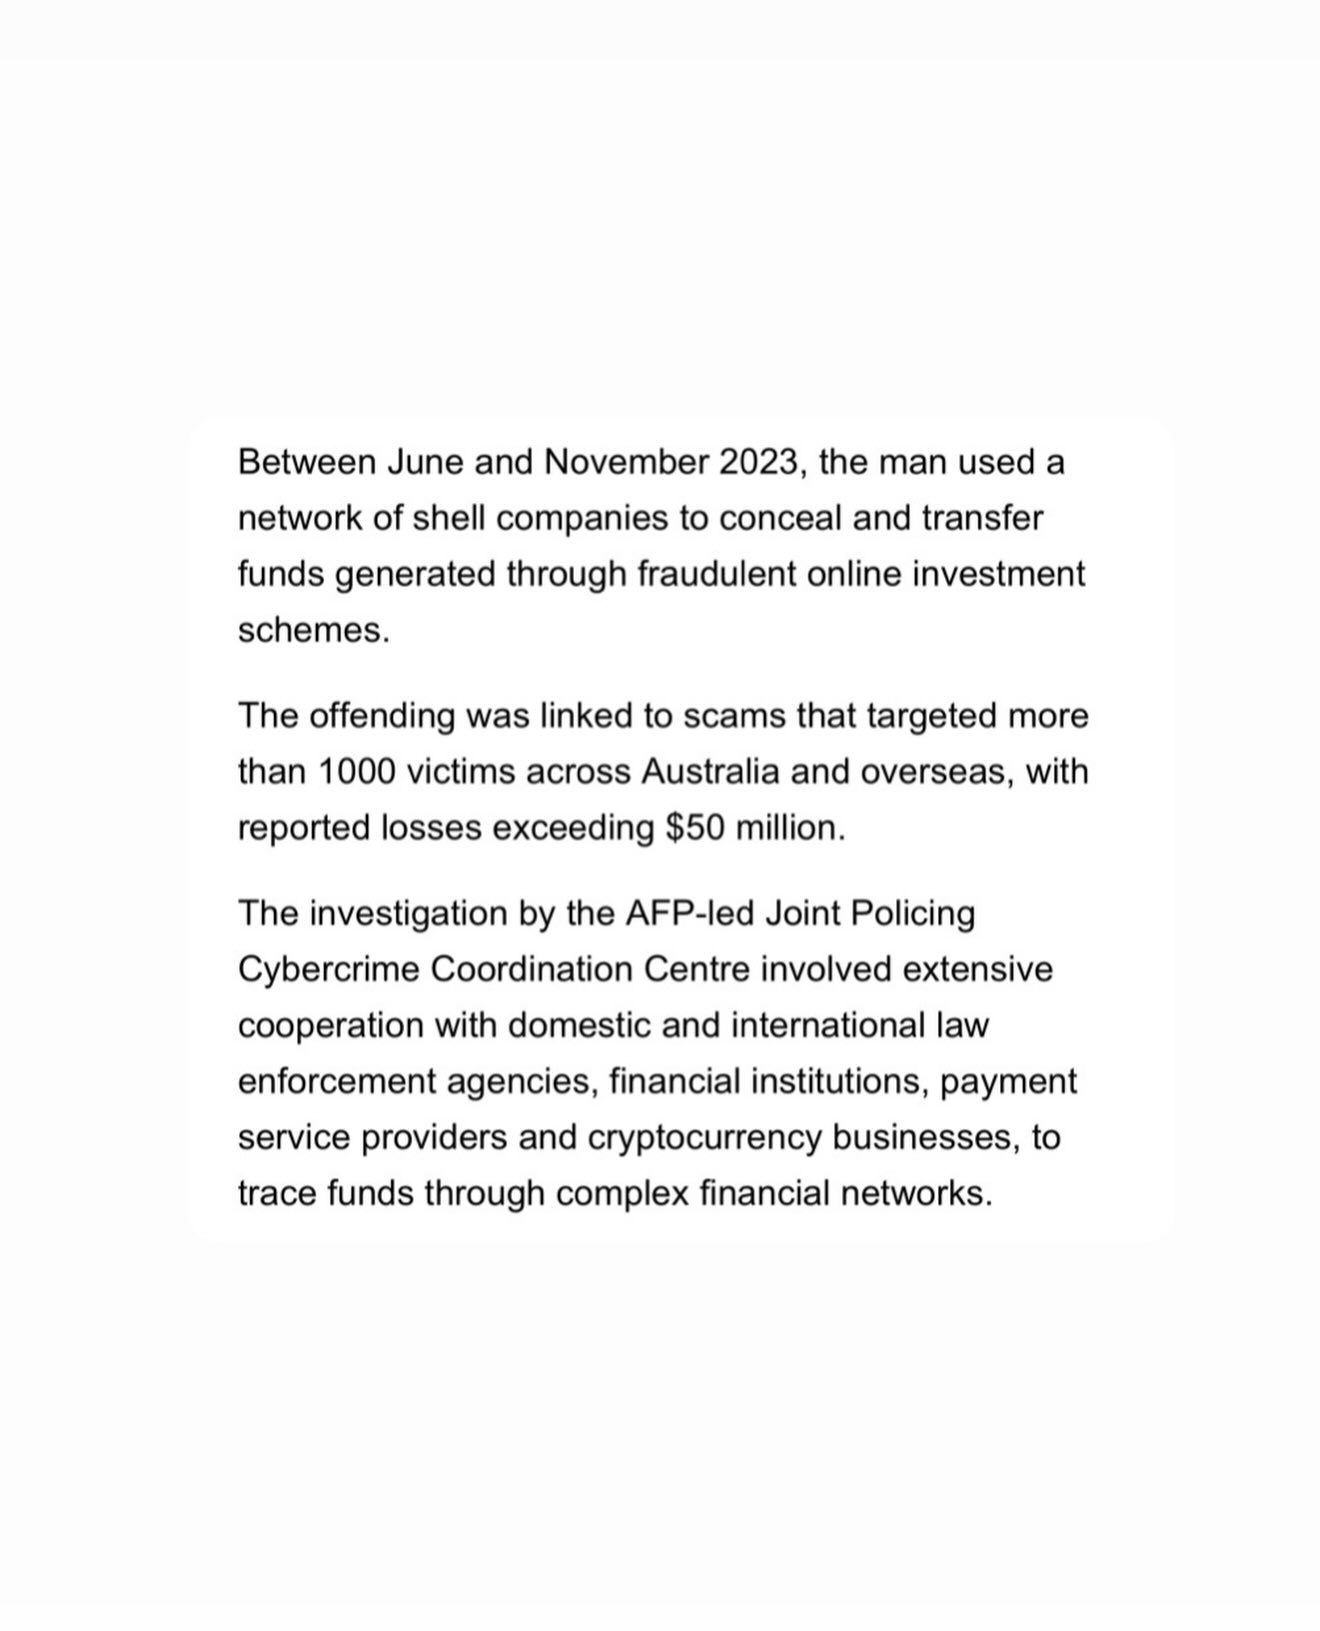 Between June and November 2023, the man used a
network of shell companies to conceal and transfer
funds generated through fraudulent online investment
schemes.
The offending was linked to scams that targeted more
than 1000 victims across Australia and overseas, with
reported losses exceeding $50 million.
The investigation by the AFP-led Joint Policing
Cybercrime Coordination Centre involved extensive
cooperation with domestic and international law
enforcement agencies, financial institutions, payment
service providers and cryptocurrency businesses, to
trace funds through complex financial networks.